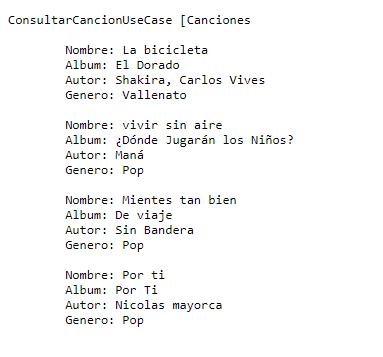 ConsultarCancionUseCase [Canciones
Nombre: La bicicleta
Album: El Dorado
Autor: Shakira, Carlos Vives
Genero: Vallenato
Nombre: vivir sin aire
Album: ¿Dónde Jugarán los Niños?
Autor: Maná
Genero: Pop
Nombre: Mientes tan bien
Album: De viaje
Autor: Sin Bandera
Genero: Pop
Nombre: Por ti
Album: Por Ti
Autor: Nicolas mayorca
Genero: Pop